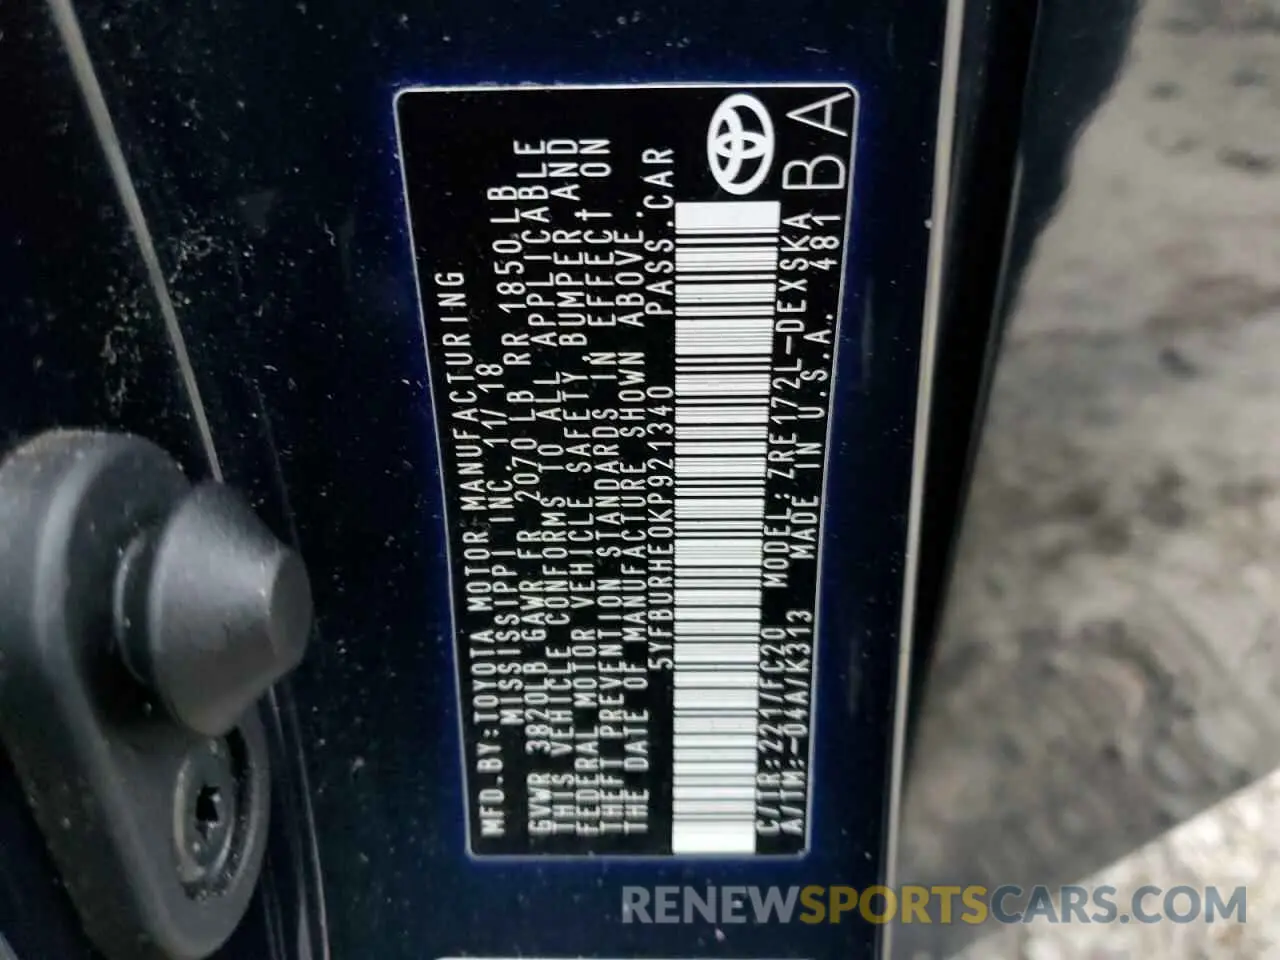 MFD.BY:TOYOTA MOTOR MANUFACTURING
MISSISSIPPI INC. 11/18
GVWR 3820LB GAWR FR 2070 LB RR 1850 LB
THIS VEHICLE CONFORMS TO ALL APPLICABLE
FEDERAL MOTOR VEHICLE SAFETY, BUMPER, AND
THEFT PREVENTION STANDARDS IN EFFECT ON
THE DATE OF MANUFACTURE SHOWN ABOVE.
5YFBURHE0KP921340 PASS.CAR
C/TR:221/FC20 MODEL:ZRE172L-DEXSKA
A/TM:-04A/K313 MADE IN U.S.A. 481
BA
RENEWSPORTSCARS.COM